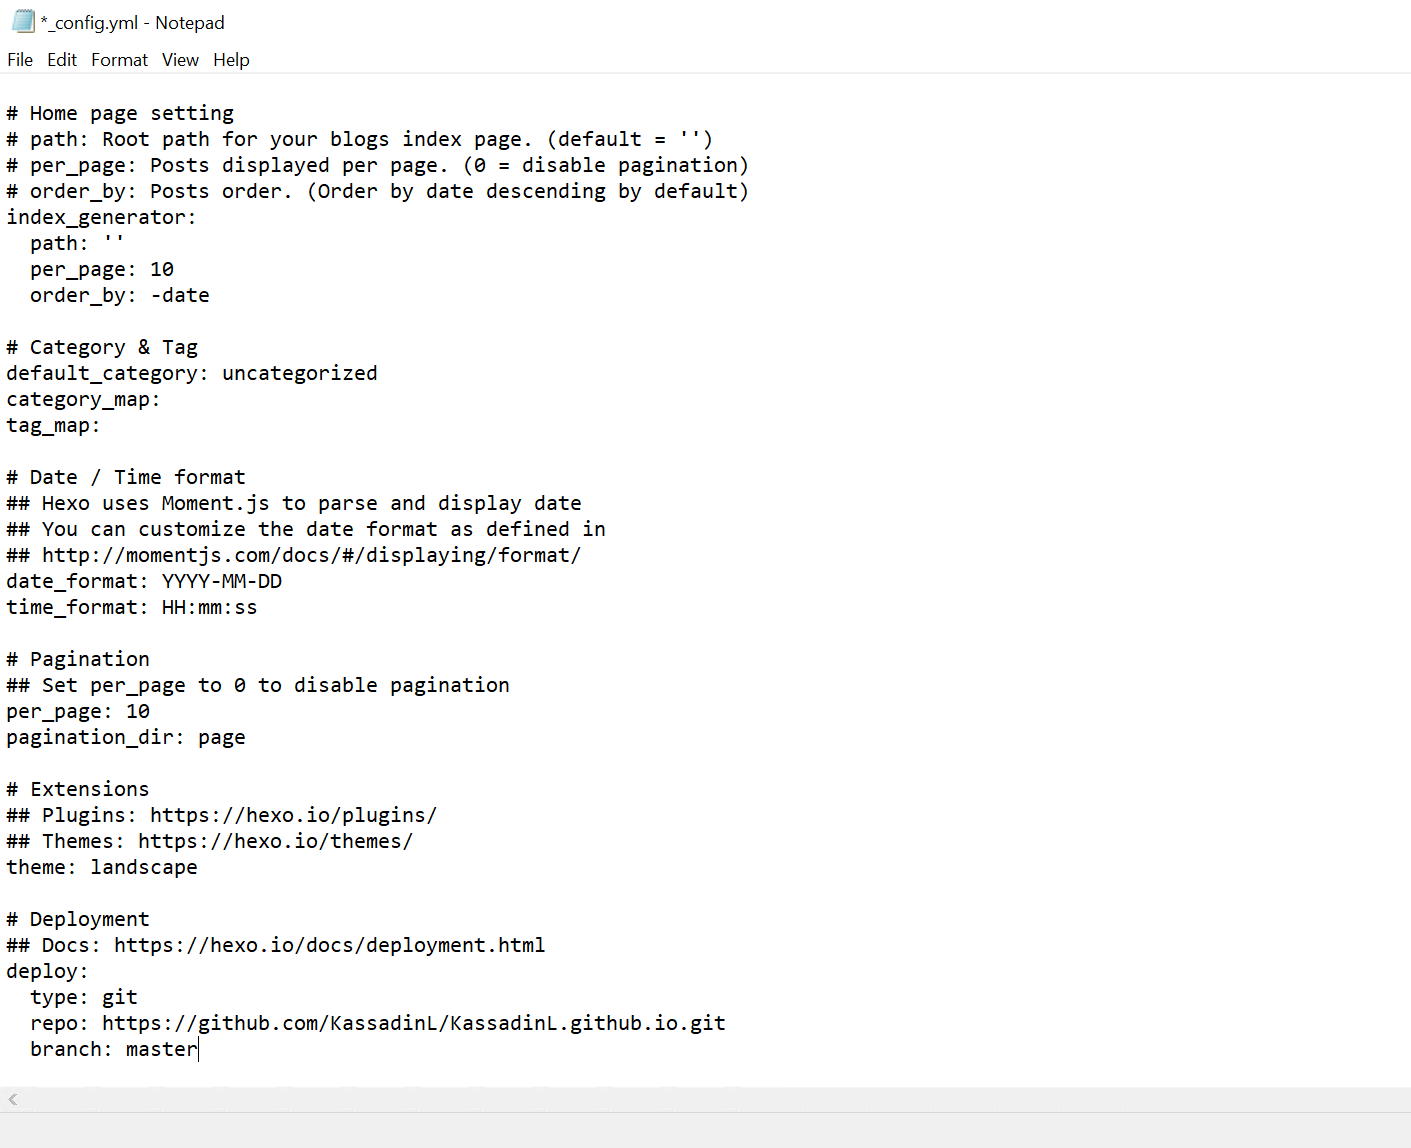 *_config.yml - Notepad
File Edit Format View Help
# Home page setting
# path: Root path for your blogs index page. (default = '')
# per_page: Posts displayed per page. (0 = disable pagination)
# order_by: Posts order. (Order by date descending by default)
index_generator:
  path: ''
  per_page: 10
  order_by: -date

# Category & Tag
default_category: uncategorized
category_map:
tag_map:

# Date / Time format
## Hexo uses Moment.js to parse and display date
## You can customize the date format as defined in
## http://momentjs.com/docs/#/displaying/format/
date_format: YYYY-MM-DD
time_format: HH:mm:ss

# Pagination
## Set per_page to 0 to disable pagination
per_page: 10
pagination_dir: page

# Extensions
## Plugins: https://hexo.io/plugins/
## Themes: https://hexo.io/themes/
theme: landscape

# Deployment
## Docs: https://hexo.io/docs/deployment.html
deploy:
  type: git
  repo: https://github.com/KassadinL/KassadinL.github.io.git
  branch: master